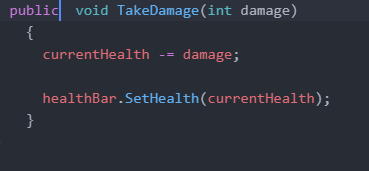 public  void TakeDamage(int damage)
{
currentHealth -= damage;
healthBar.SetHealth(currentHealth);
}